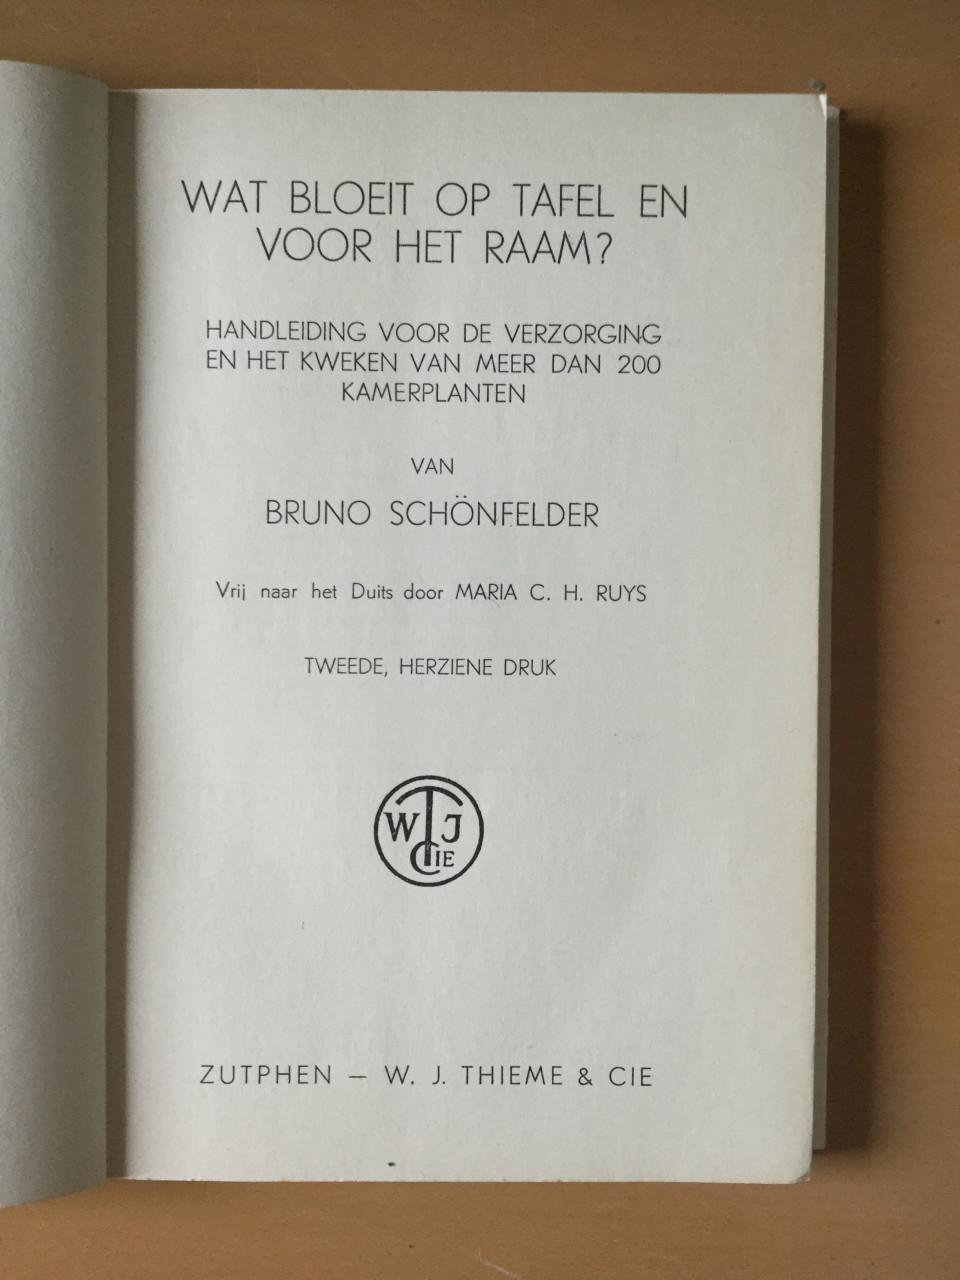 WAT BLOEIT OP TAFEL EN
VOOR HET RAAM?
HANDLEIDING VOOR DE VERZORGING
EN HET KWEKEN VAN MEER DAN 200
KAMERPLANTEN
VAN
BRUNO SCHÖNFELDER
Vrij naar het Duits door MARIA C. H. RUYS
TWEEDE, HERZIENE DRUK
W T J
CIE
ZUTPHEN — W. J. THIEME & CIE